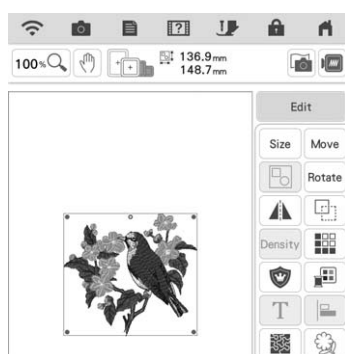 100% 136.9mm
148.7mm
Edit
Size Move
Rotate
Density
T